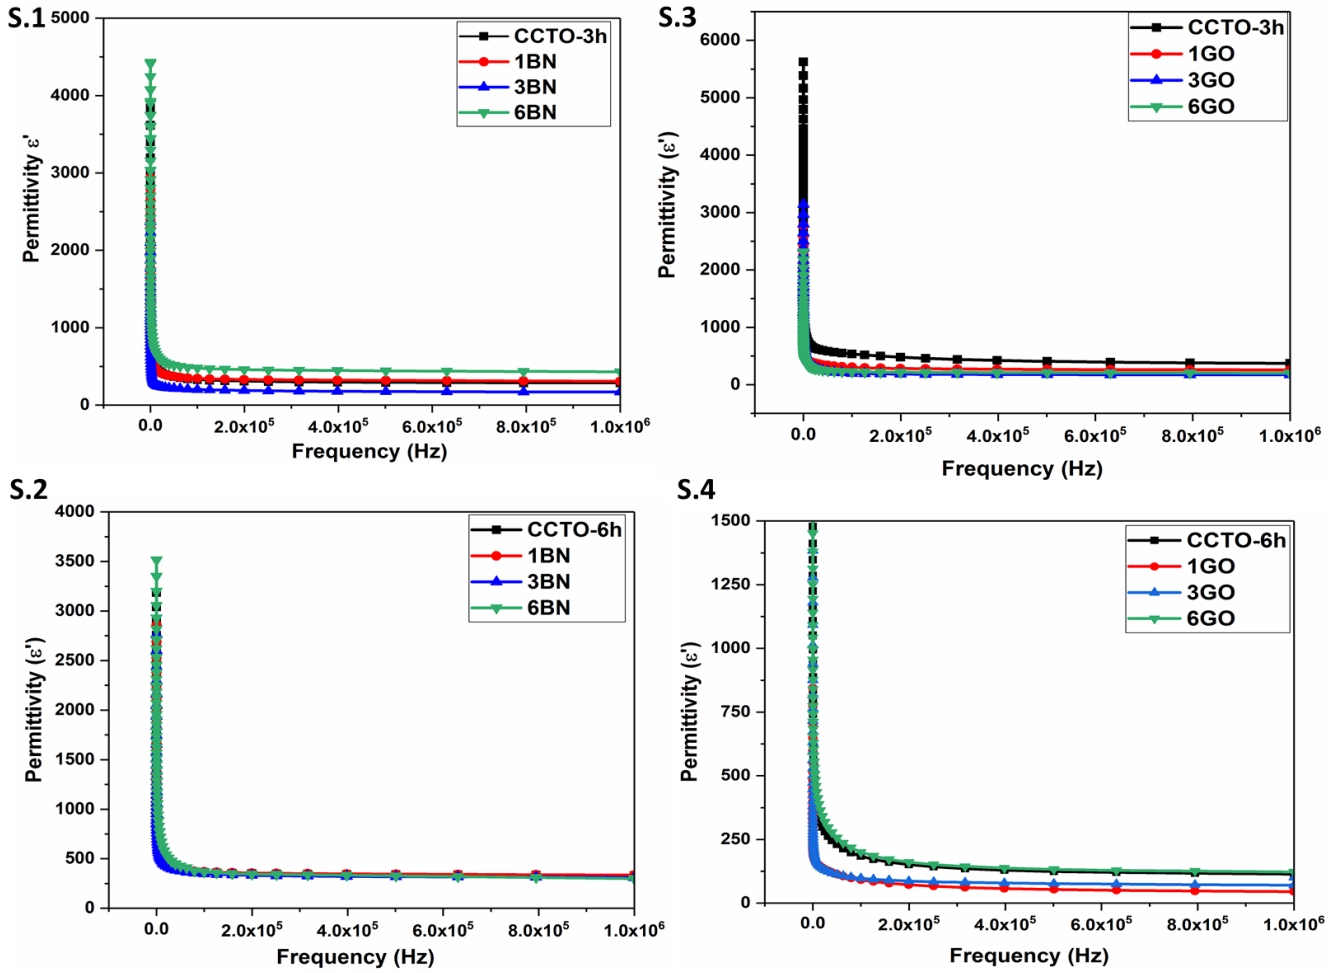 S.1
5000
4000
3000
2000
1000
0
Permittivity ε'
CCTO-3h
1BN
3BN
6BN
0.0 2.0x10⁵ 4.0x10⁵ 6.0x10⁵ 8.0x10⁵ 1.0x10⁶
Frequency (Hz)
S.3
6000
5000
4000
3000
2000
1000
0
Permittivity (ε')
CCTO-3h
1GO
3GO
6GO
0.0 2.0x10⁵ 4.0x10⁵ 6.0x10⁵ 8.0x10⁵ 1.0x10⁶
Frequency (Hz)
S.2
4000
3500
3000
2500
2000
1500
1000
500
0
Permittivity (ε')
CCTO-6h
1BN
3BN
6BN
0.0 2.0x10⁵ 4.0x10⁵ 6.0x10⁵ 8.0x10⁵ 1.0x10⁶
Frequency (Hz)
S.4
1500
1250
1000
750
500
250
0
Permittivity (ε')
CCTO-6h
1GO
3GO
6GO
0.0 2.0x10⁵ 4.0x10⁵ 6.0x10⁵ 8.0x10⁵ 1.0x10⁶
Frequency (Hz)